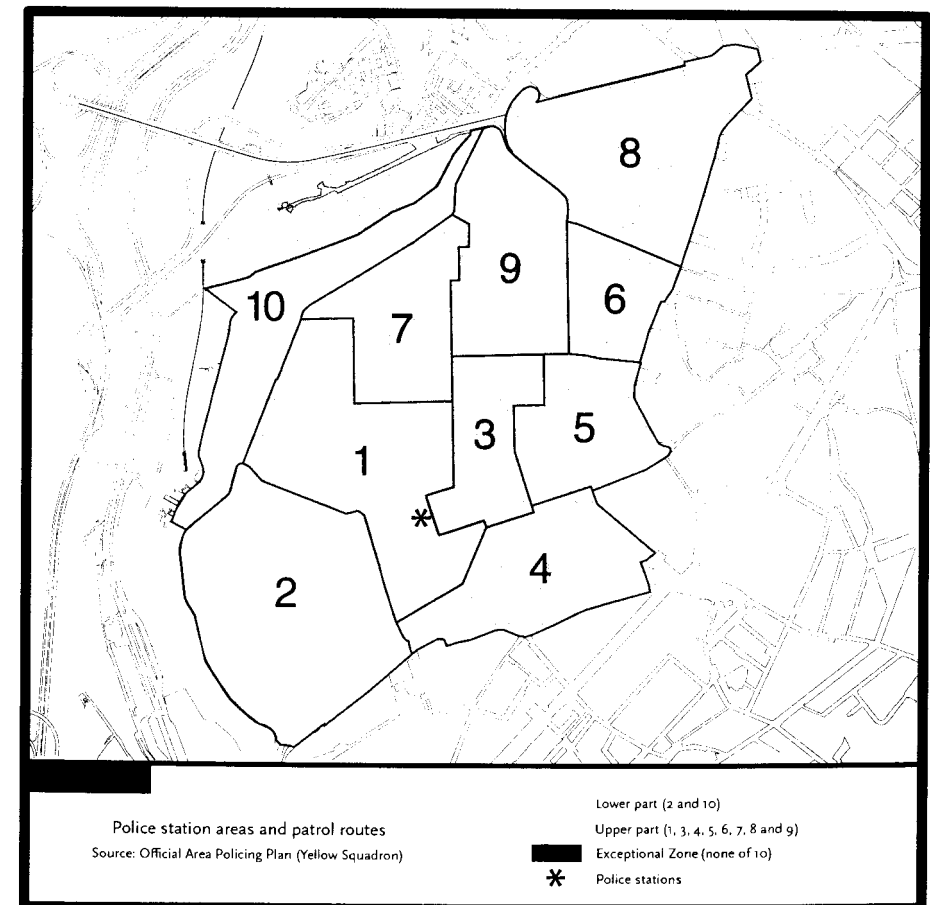 8
9
10
6
7
3
5
1
4
2
Police station areas and patrol routes
Source: Official Area Policing Plan (Yellow Squadron)
Lower part (2 and 10)
Upper part (1, 3, 4, 5, 6, 7, 8 and 9)
Exceptional Zone (none of 10)
* Police stations